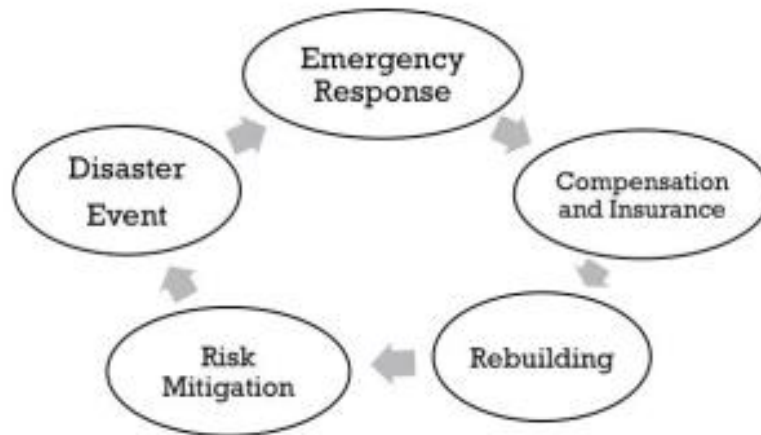 Emergency
Response
Disaster
Event
Compensation
and Insurance
Risk
Mitigation
Rebuilding